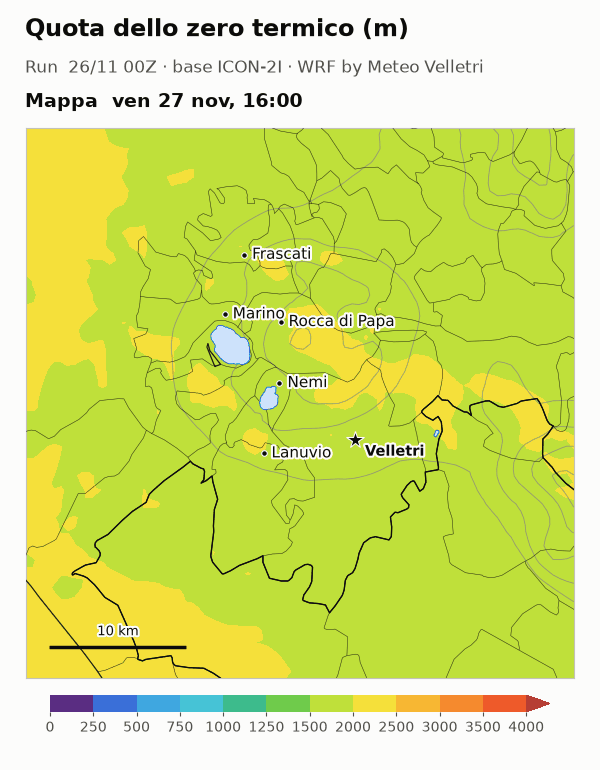 Quota dello zero termico (m)
Run  26/11 00Z · base ICON-2I · WRF by Meteo Velletri
Mappa  ven 27 nov, 16:00
Frascati
Marino
Rocca di Papa
Nemi
Velletri
Lanuvio
10 km
0 250 500 750 1000 1250 1500 2000 2500 3000 3500 4000